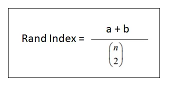 a + b
Rand Index =
(n
2)